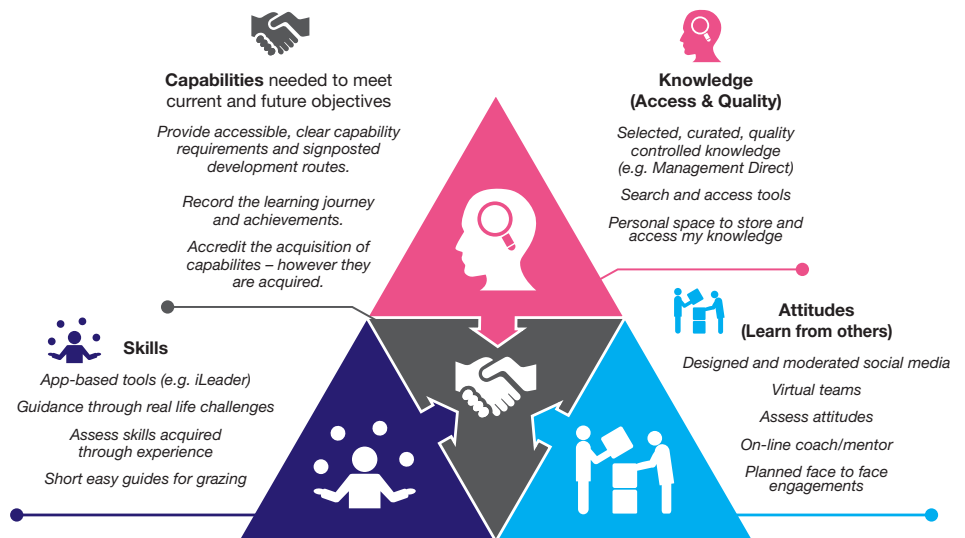 Capabilities needed to meet
current and future objectives
Provide accessible, clear capability
requirements and signposted
development routes.
Record the learning journey
and achievements.
Accredit the acquisition of
capabilites – however they
are acquired.
Knowledge
(Access & Quality)
Selected, curated, quality
controlled knowledge
(e.g. Management Direct)
Search and access tools
Personal space to store and
access my knowledge
Skills
App-based tools (e.g. iLeader)
Guidance through real life challenges
Assess skills acquired
through experience
Short easy guides for grazing
Attitudes
(Learn from others)
Designed and moderated social media
Virtual teams
Assess attitudes
On-line coach/mentor
Planned face to face
engagements